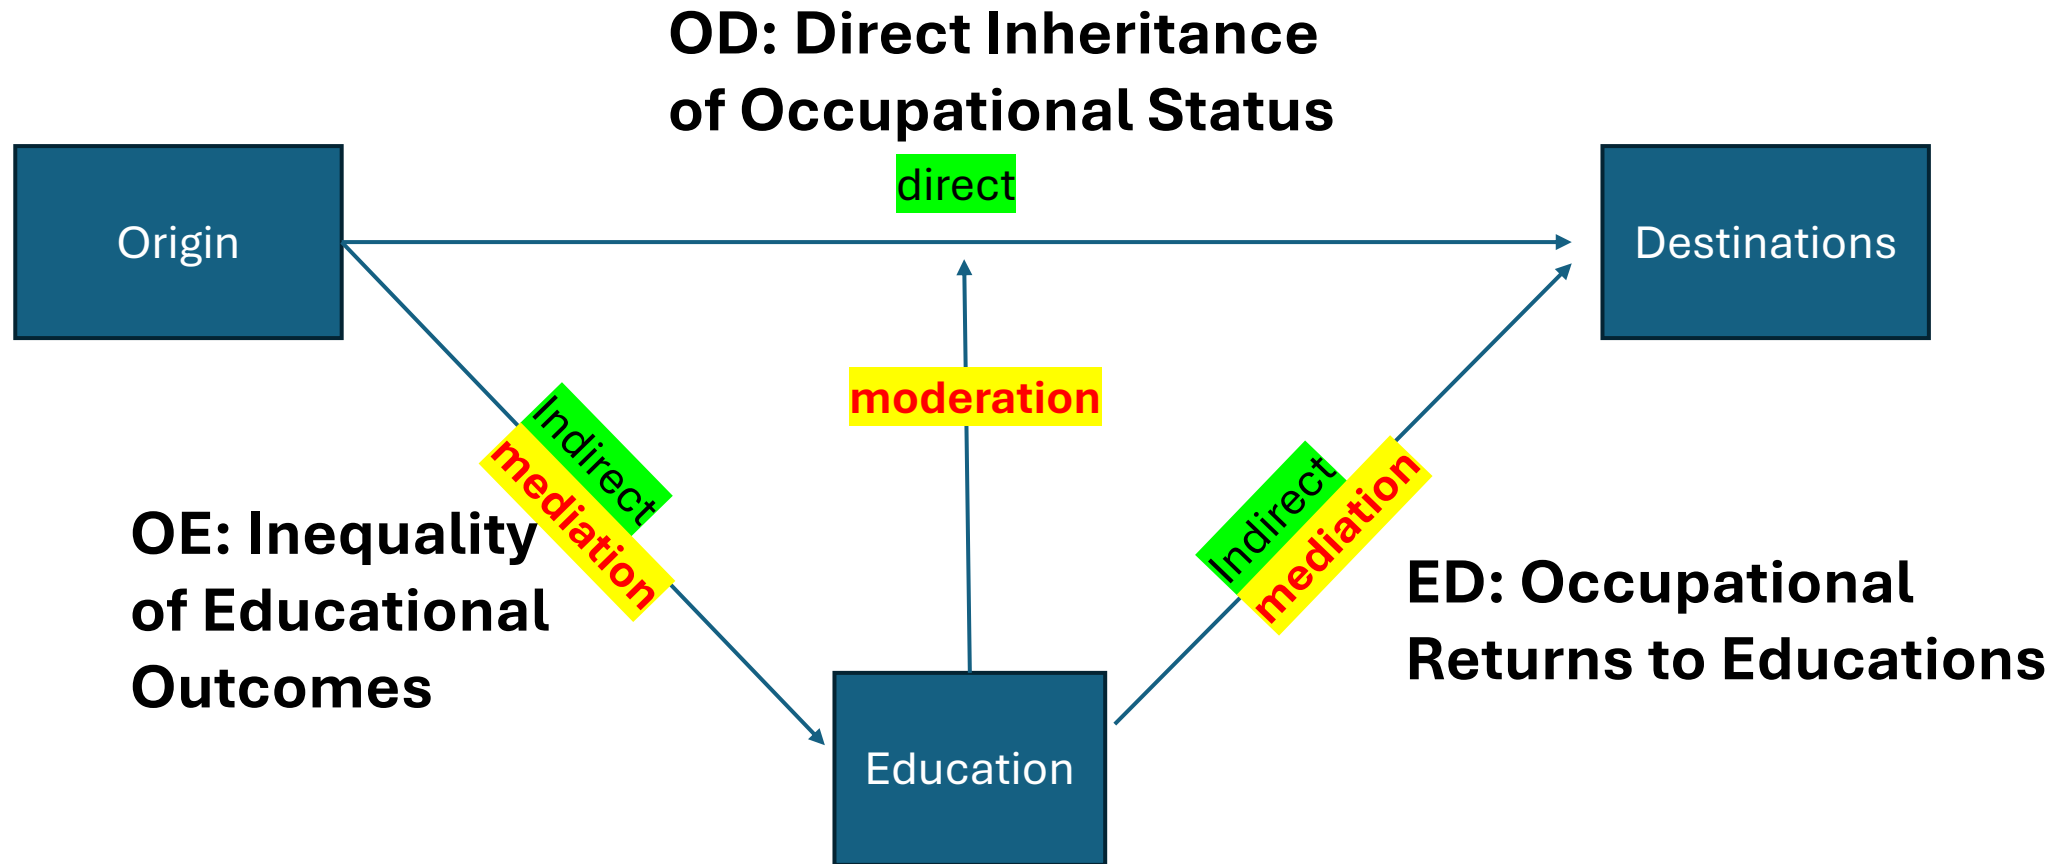 OD: Direct Inheritance
of Occupational Status
direct
Origin
Destinations
moderation
Indirect
mediation
Indirect
mediation
OE: Inequality
of Educational
Outcomes
ED: Occupational
Returns to Educations
Education